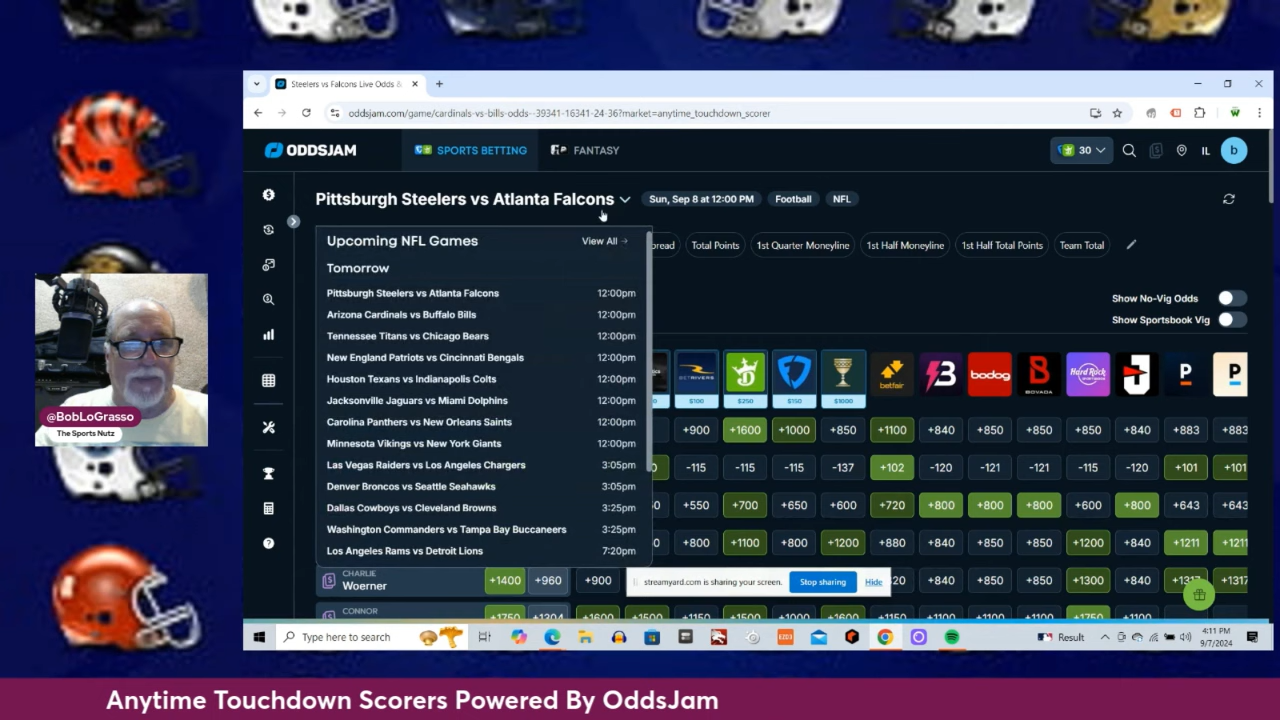 Steelers vs Falcons Live Odds &
oddsjam.com/game/cardinals-vs-bills-odds--39341-16341-24-36?market=anytime_touchdown_scorer
ODDSJAM
SPORTS BETTING
FANTASY
30
IL
b
Pittsburgh Steelers vs Atlanta Falcons
Sun, Sep 8 at 12:00 PM
Football
NFL
Upcoming NFL Games
View All
read
Total Points
1st Quarter Moneyline
1st Half Moneyline
1st Half Total Points
Team Total
Tomorrow
Pittsburgh Steelers vs Atlanta Falcons 12:00pm
Arizona Cardinals vs Buffalo Bills 12:00pm
Tennessee Titans vs Chicago Bears 12:00pm
New England Patriots vs Cincinnati Bengals 12:00pm
Houston Texans vs Indianapolis Colts 12:00pm
Jacksonville Jaguars vs Miami Dolphins 12:00pm
Carolina Panthers vs New Orleans Saints 12:00pm
Minnesota Vikings vs New York Giants 12:00pm
Las Vegas Raiders vs Los Angeles Chargers 3:05pm
Denver Broncos vs Seattle Seahawks 3:05pm
Dallas Cowboys vs Cleveland Browns 3:25pm
Washington Commanders vs Tampa Bay Buccaneers 3:25pm
Los Angeles Rams vs Detroit Lions 7:20pm
Show No-Vig Odds
Show Sportsbook Vig
BETRIVERS
betfair
bodog
BOVADA
Hard Rock
$100 $250 $150 $1000
+900 +1600 +1000 +850 +1100 +840 +850 +850 +850 +840 +883 +883
-115 -115 -115 -137 +102 -120 -121 -121 -115 -120 +101 +101
+550 +700 +650 +600 +720 +800 +800 +800 +600 +800 +643 +643
+800 +1100 +800 +1200 +880 +840 +850 +850 +1200 +840 +1211 +1211
CHARLIE
Woerner
+1400 +960 +900
20 +840 +850 +850 +1300 +840 +1317 +1317
CONNOR
streamyard.com is sharing your screen.
Stop sharing
Hide
@BobLoGrasso
The Sports Nutz
Type here to search
Result
4:11 PM
9/7/2024
Anytime Touchdown Scorers Powered By OddsJam